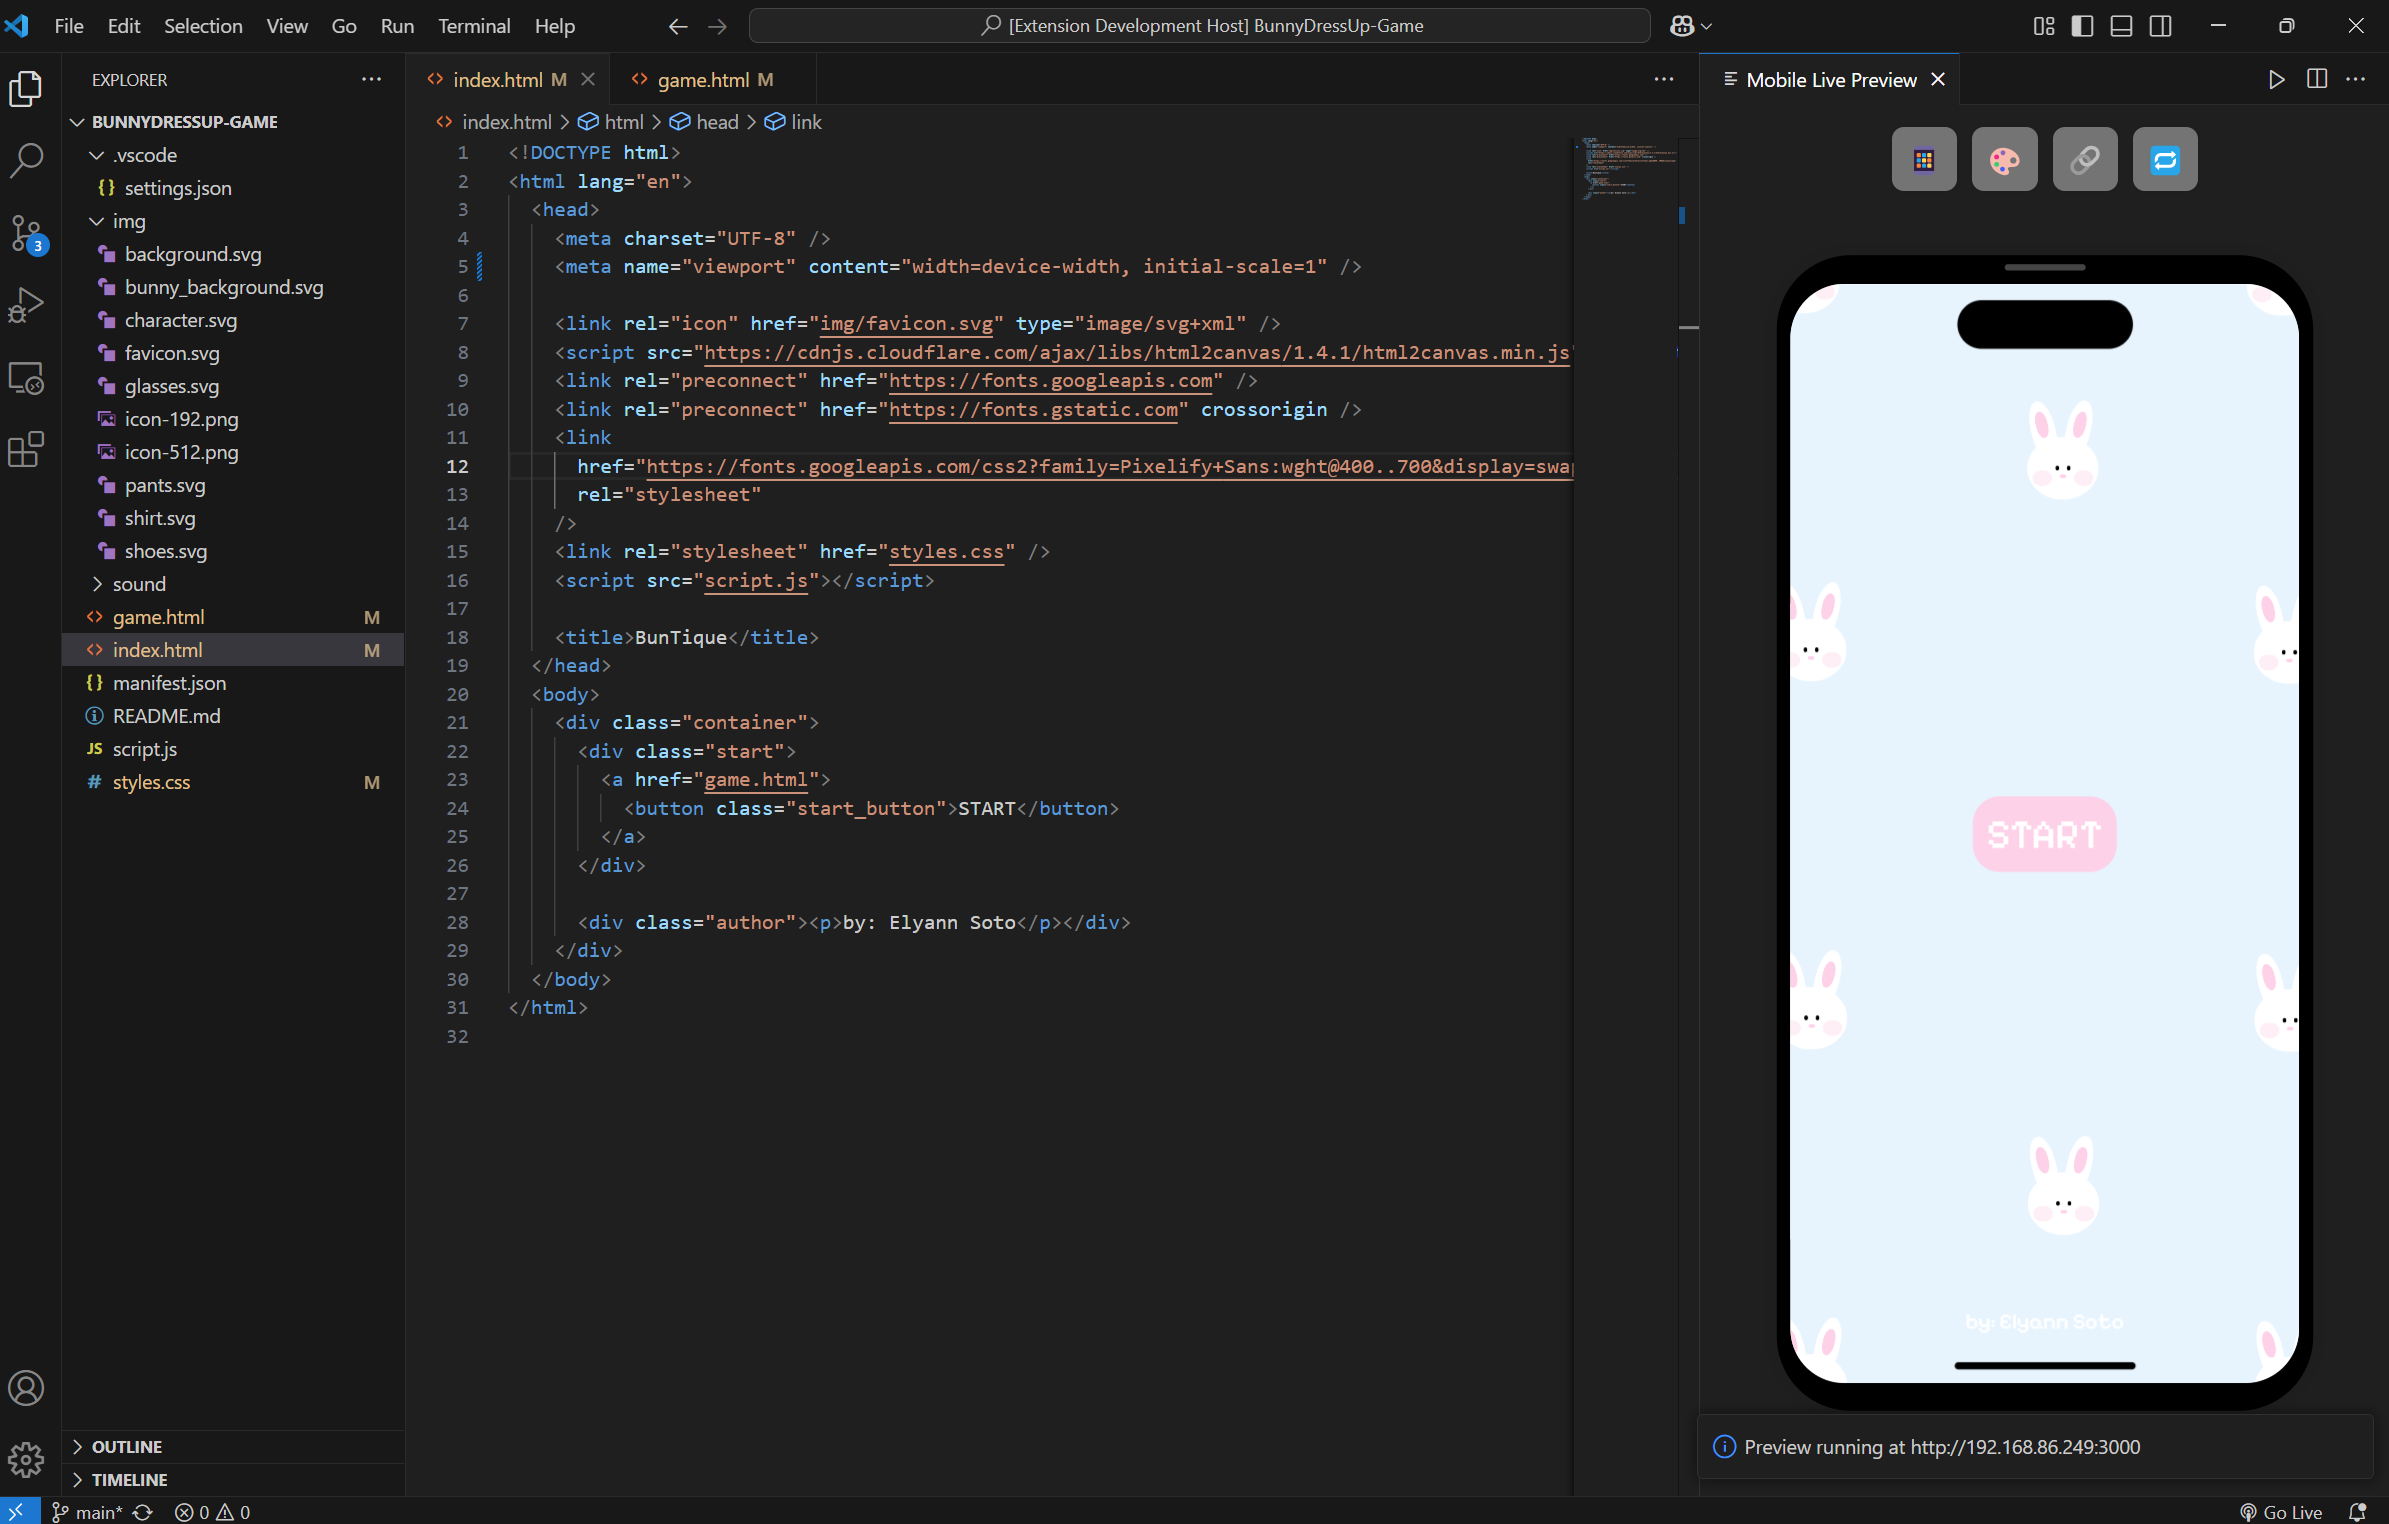 File Edit Selection View Go Run Terminal Help
[Extension Development Host] BunnyDressUp-Game
EXPLORER
BUNNYDRESSUP-GAME
.vscode
settings.json
img
background.svg
bunny_background.svg
character.svg
favicon.svg
glasses.svg
icon-192.png
icon-512.png
pants.svg
shirt.svg
shoes.svg
sound
game.html M
index.html M
manifest.json
README.md
JS script.js
# styles.css M
OUTLINE
TIMELINE
3
index.html M
game.html M
index.html > html > head > link
1 <!DOCTYPE html>
2 <html lang="en">
3 <head>
4 <meta charset="UTF-8" />
5 <meta name="viewport" content="width=device-width, initial-scale=1" />
6
7 <link rel="icon" href="img/favicon.svg" type="image/svg+xml" />
8 <script src="https://cdnjs.cloudflare.com/ajax/libs/html2canvas/1.4.1/html2canvas.min.js"
9 <link rel="preconnect" href="https://fonts.googleapis.com" />
10 <link rel="preconnect" href="https://fonts.gstatic.com" crossorigin />
11 <link
12 href="https://fonts.googleapis.com/css2?family=Pixelify+Sans:wght@400..700&display=swap
13 rel="stylesheet"
14 />
15 <link rel="stylesheet" href="styles.css" />
16 <script src="script.js"></script>
17
18 <title>BunTique</title>
19 </head>
20 <body>
21 <div class="container">
22 <div class="start">
23 <a href="game.html">
24 <button class="start_button">START</button>
25 </a>
26 </div>
27
28 <div class="author"><p>by: Elyann Soto</p></div>
29 </div>
30 </body>
31 </html>
32
Mobile Live Preview
START
by: Elyann Soto
Preview running at http://192.168.86.249:3000
main* 0 0
Go Live